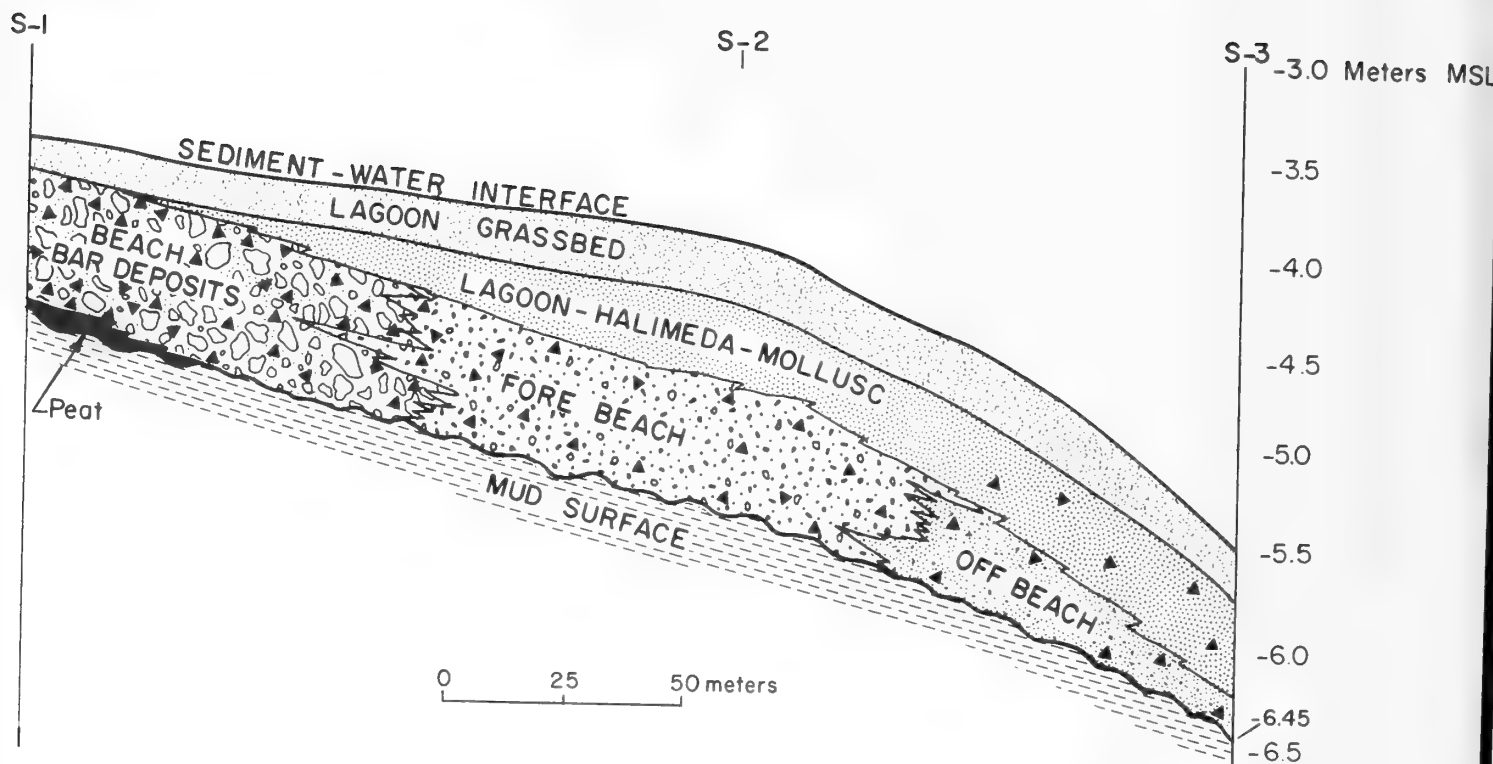 S-1
S-2
S-3
-3.0 Meters MSL
-3.5
-4.0
-4.5
-5.0
-5.5
-6.0
-6.45
-6.5
SEDIMENT-WATER INTERFACE
LAGOON GRASSBED
LAGOON-HALIMEDA-MOLLUSC
BEACH
BAR DEPOSITS
FORE BEACH
OFF BEACH
MUD SURFACE
Peat
0 25 50 meters